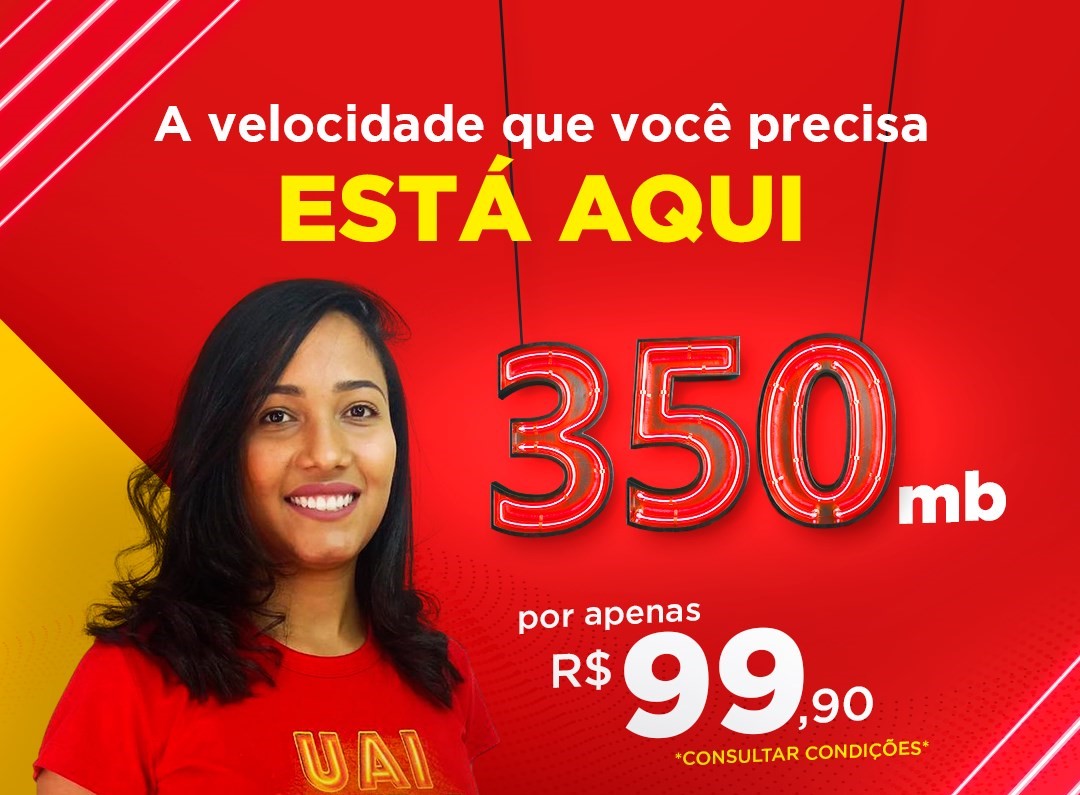 A velocidade que você precisa
ESTÁ AQUI
350 mb
por apenas
R$ 99,90
*CONSULTAR CONDIÇÕES*
UAI